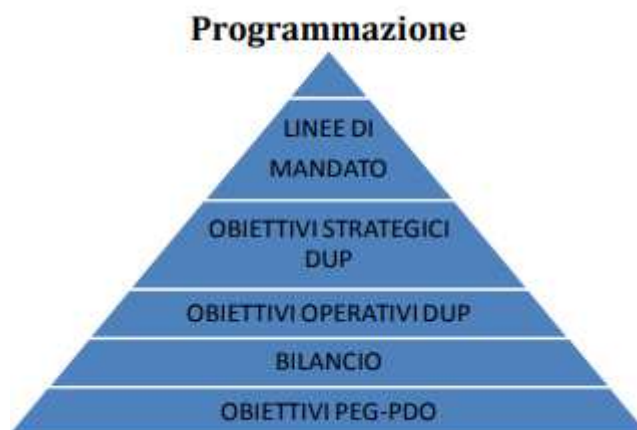 Programmazione
LINEE DI
MANDATO
OBIETTIVI STRATEGICI
DUP
OBIETTIVI OPERATIVI DUP
BILANCIO
OBIETTIVI PEG-PDO